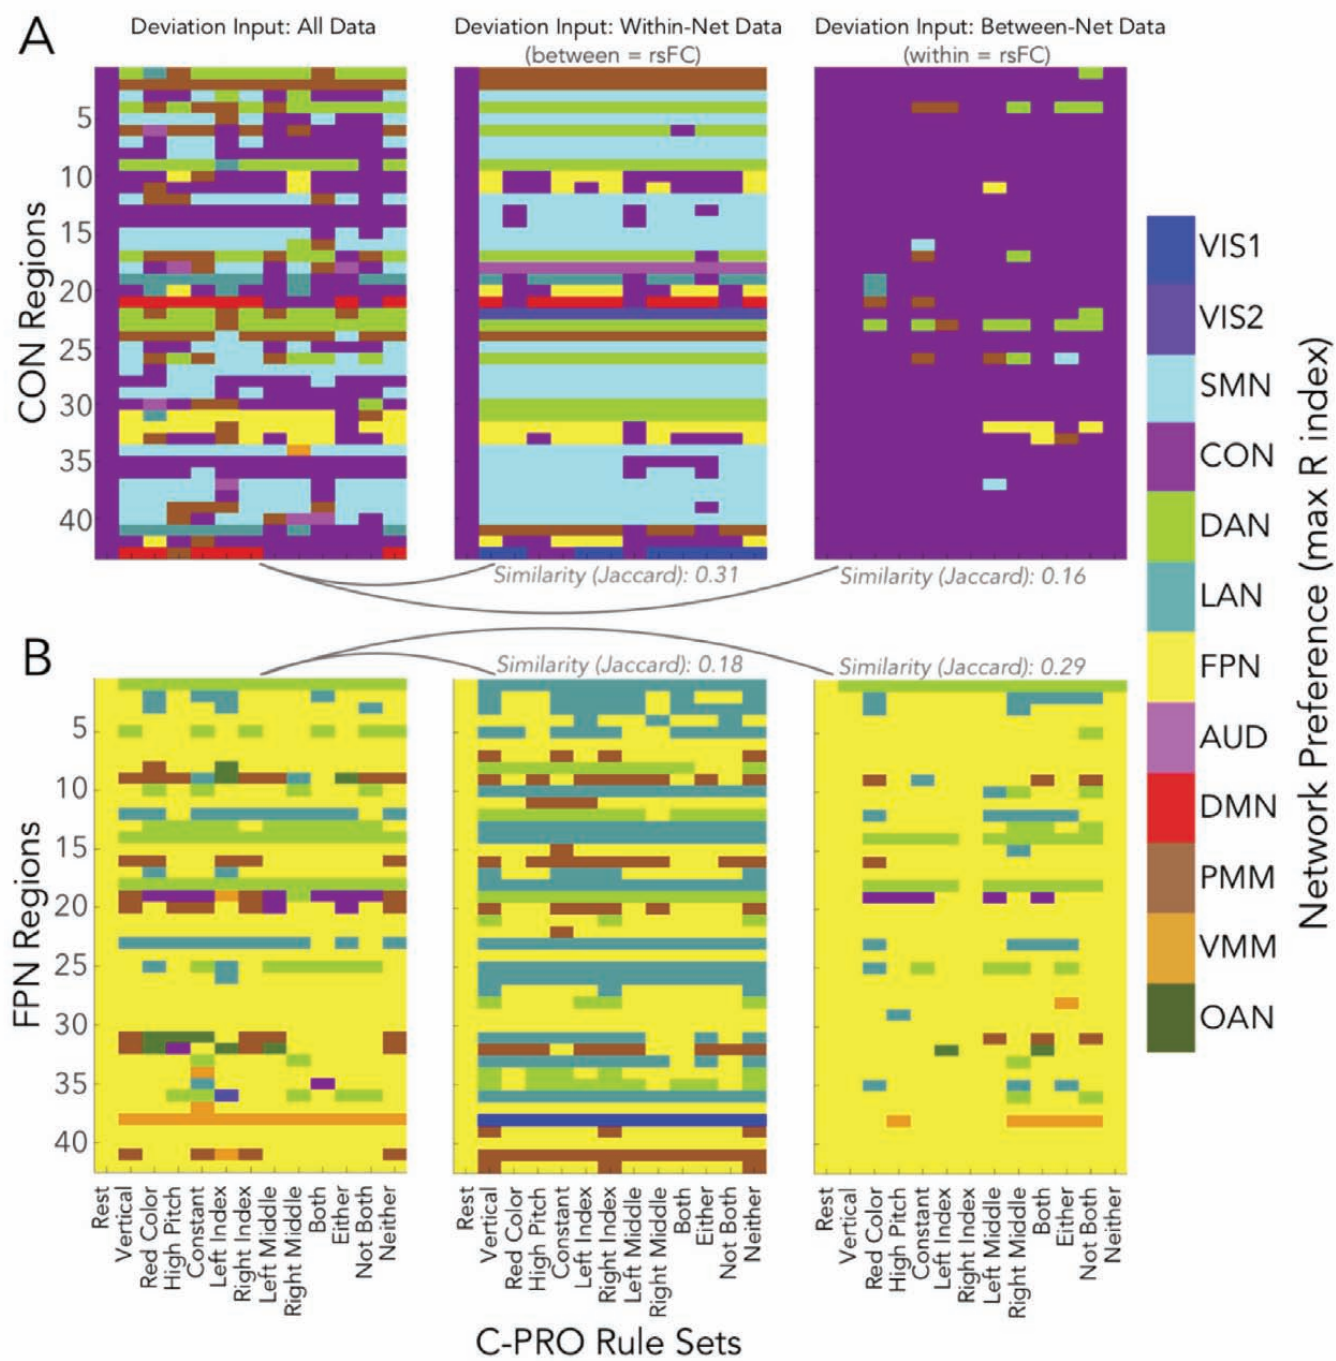 A
Deviation Input: All Data
Deviation Input: Within-Net Data
(between = rsFC)
Deviation Input: Between-Net Data
(within = rsFC)
CON Regions
5
10
15
20
25
30
35
40
Similarity (Jaccard): 0.31
Similarity (Jaccard): 0.16
B
Similarity (Jaccard): 0.18
Similarity (Jaccard): 0.29
FPN Regions
5
10
15
20
25
30
35
40
Rest
Vertical
Red Color
High Pitch
Constant
Left Index
Right Index
Left Middle
Right Middle
Both
Either
Not Both
Neither
Rest
Vertical
Red Color
High Pitch
Constant
Left Index
Right Index
Left Middle
Right Middle
Both
Either
Not Both
Neither
Rest
Vertical
Red Color
High Pitch
Constant
Left Index
Right Index
Left Middle
Right Middle
Both
Either
Not Both
Neither
C-PRO Rule Sets
VIS1
VIS2
SMN
CON
DAN
LAN
FPN
AUD
DMN
PMM
VMM
OAN
Network Preference (max R index)